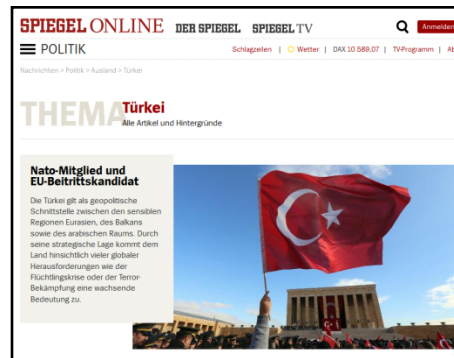 SPIEGEL ONLINE DER SPIEGEL SPIEGEL TV Anmelden
POLITIK Schlagzeilen | Wetter | DAX 10.589,07 | TV-Programm | Ab
Nachrichten > Politik > Ausland > Türkei
THEMA Türkei
Alle Artikel und Hintergründe
Nato-Mitglied und
EU-Beitrittskandidat
Die Türkei gilt als geopolitische
Schnittstelle zwischen den sensiblen
Regionen Eurasien, des Balkans
sowie des arabischen Raums. Durch
seine strategische Lage kommt dem
Land hinsichtlich vieler globaler
Herausforderungen wie der
Flüchtlingskrise oder der Terror-
Bekämpfung eine wachsende
Bedeutung zu.